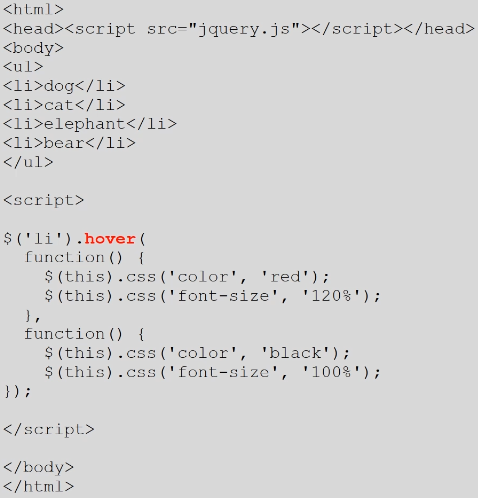 <html>
<head><script src="jquery.js"></script></head>
<body>
<ul>
<li>dog</li>
<li>cat</li>
<li>elephant</li>
<li>bear</li>
</ul>

<script>

$('li').hover(
  function() {
    $(this).css('color', 'red');
    $(this).css('font-size', '120%');
  },
  function() {
    $(this).css('color', 'black');
    $(this).css('font-size', '100%');
});

</script>

</body>
</html>